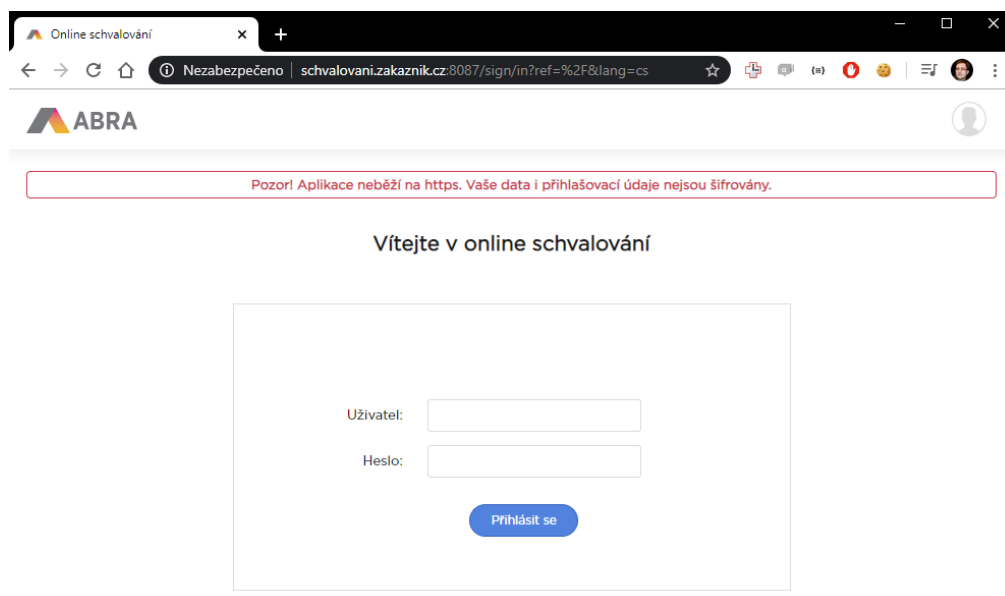 Online schvalování
Nezabezpečeno | schvalovani.zakaznik.cz:8087/sign/in?ref=%2F&lang=cs
ABRA
Pozor! Aplikace neběží na https. Vaše data i přihlašovací údaje nejsou šifrovány.
Vítejte v online schvalování
Uživatel:
Heslo:
Přihlásit se